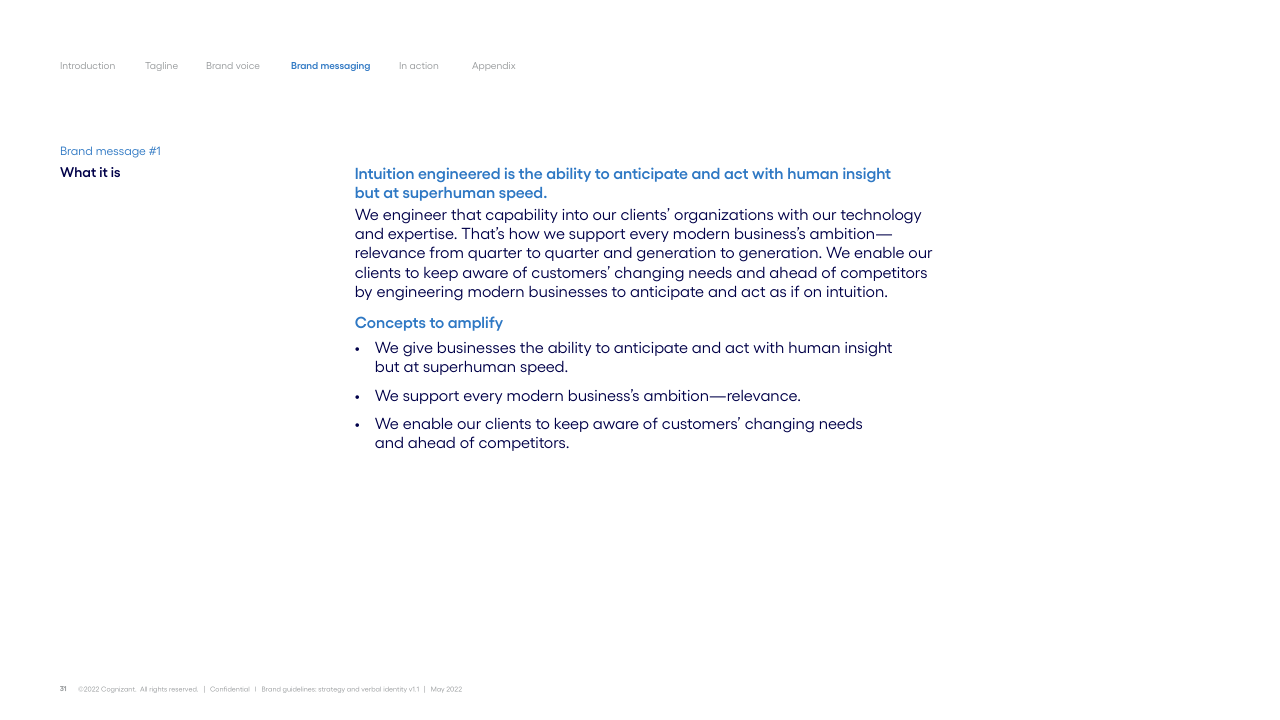 Introduction Tagline Brand voice Brand messaging In action Appendix
Brand message #1
What it is
Intuition engineered is the ability to anticipate and act with human insight
but at superhuman speed.
We engineer that capability into our clients’ organizations with our technology
and expertise. That’s how we support every modern business’s ambition—
relevance from quarter to quarter and generation to generation. We enable our
clients to keep aware of customers’ changing needs and ahead of competitors
by engineering modern businesses to anticipate and act as if on intuition.
Concepts to amplify
• We give businesses the ability to anticipate and act with human insight
but at superhuman speed.
• We support every modern business’s ambition—relevance.
• We enable our clients to keep aware of customers’ changing needs
and ahead of competitors.
31 ©2022 Cognizant. All rights reserved. | Confidential | Brand guidelines: strategy and verbal identity v1.1 | May 2022